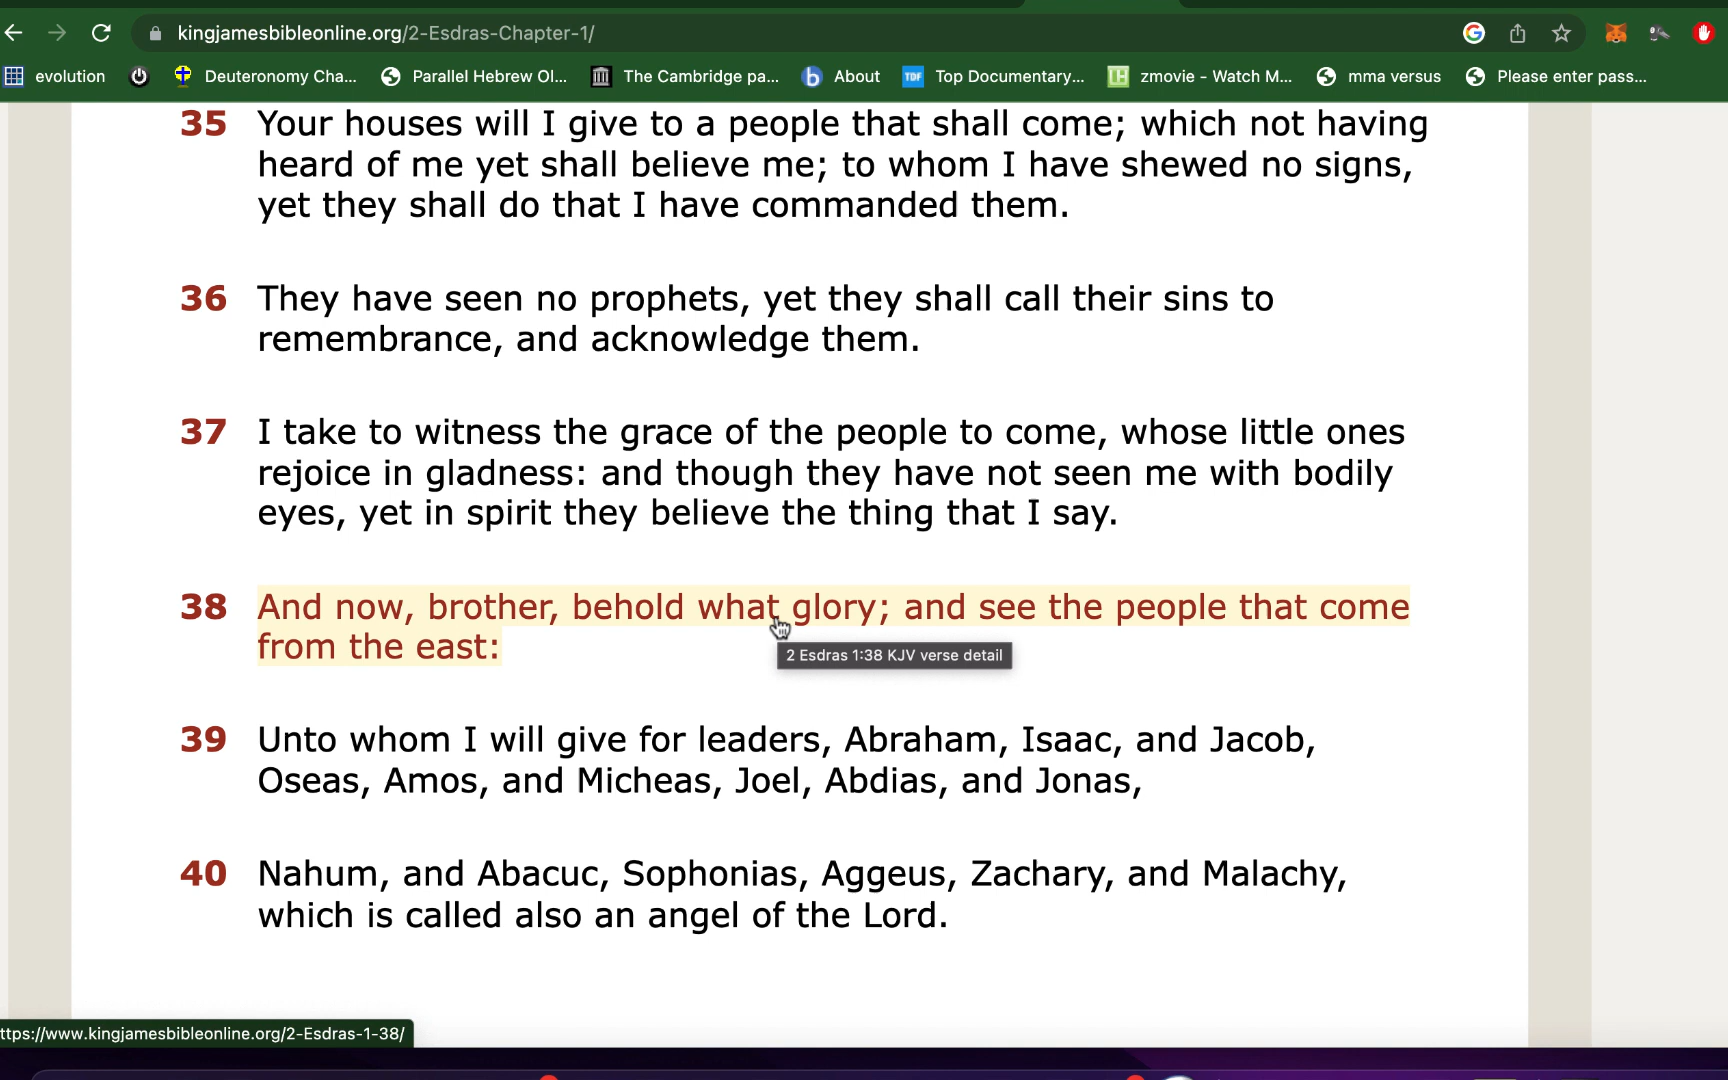 kingjamesbibleonline.org/2-Esdras-Chapter-1/
evolution Deuteronomy Cha... Parallel Hebrew Ol... The Cambridge pa... About Top Documentary... zmovie - Watch M... mma versus Please enter pass...
35 Your houses will I give to a people that shall come; which not having
heard of me yet shall believe me; to whom I have shewed no signs,
yet they shall do that I have commanded them.
36 They have seen no prophets, yet they shall call their sins to
remembrance, and acknowledge them.
37 I take to witness the grace of the people to come, whose little ones
rejoice in gladness: and though they have not seen me with bodily
eyes, yet in spirit they believe the thing that I say.
38 And now, brother, behold what glory; and see the people that come
from the east:
2 Esdras 1:38 KJV verse detail
39 Unto whom I will give for leaders, Abraham, Isaac, and Jacob,
Oseas, Amos, and Micheas, Joel, Abdias, and Jonas,
40 Nahum, and Abacuc, Sophonias, Aggeus, Zachary, and Malachy,
which is called also an angel of the Lord.
ttps://www.kingjamesbibleonline.org/2-Esdras-1-38/